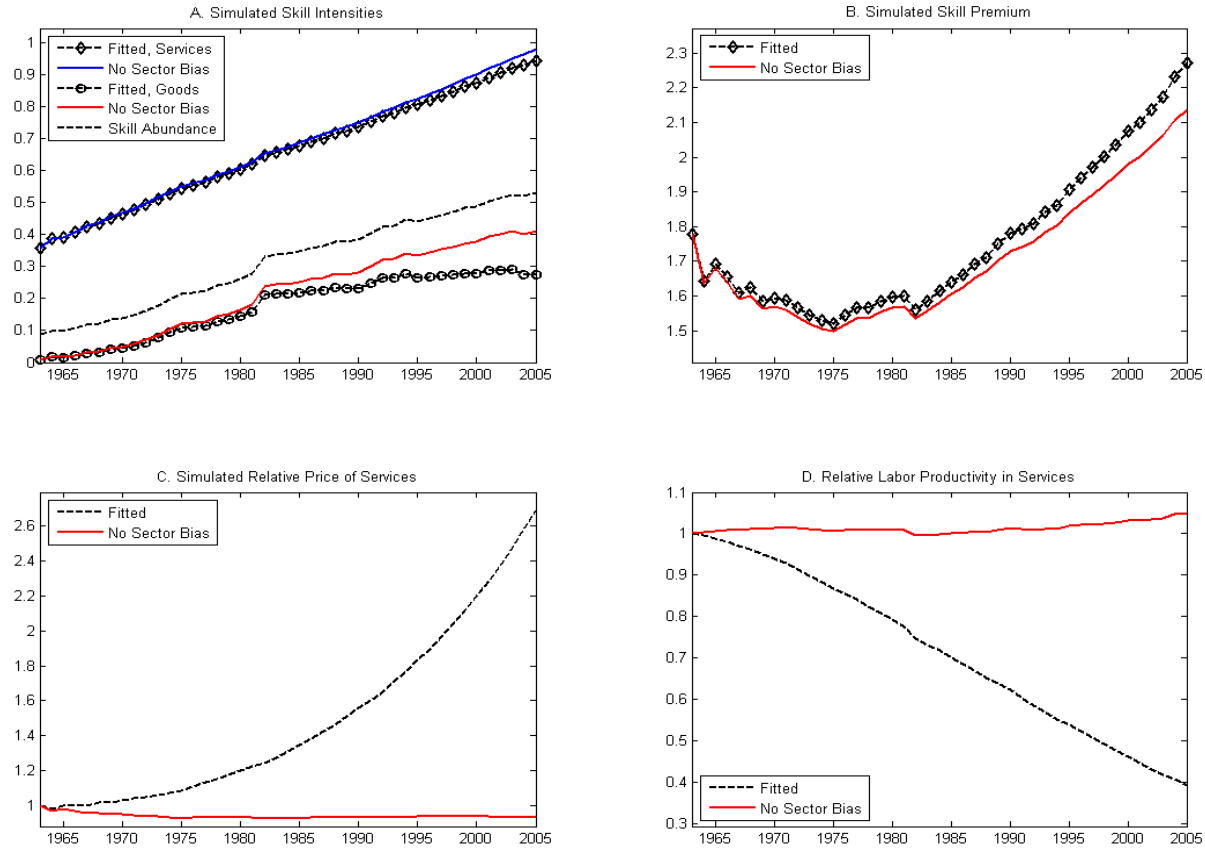 A. Simulated Skill Intensities
1
0.9
0.8
0.7
0.6
0.5
0.4
0.3
0.2
0.1
0
Fitted, Services
No Sector Bias
Fitted, Goods
No Sector Bias
Skill Abundance
1965 1970 1975 1980 1985 1990 1995 2000 2005
B. Simulated Skill Premium
2.3
2.2
2.1
2
1.9
1.8
1.7
1.6
1.5
Fitted
No Sector Bias
1965 1970 1975 1980 1985 1990 1995 2000 2005
C. Simulated Relative Price of Services
2.6
2.4
2.2
2
1.8
1.6
1.4
1.2
1
Fitted
No Sector Bias
1965 1970 1975 1980 1985 1990 1995 2000 2005
D. Relative Labor Productivity in Services
1.1
1
0.9
0.8
0.7
0.6
0.5
0.4
0.3
Fitted
No Sector Bias
1965 1970 1975 1980 1985 1990 1995 2000 2005